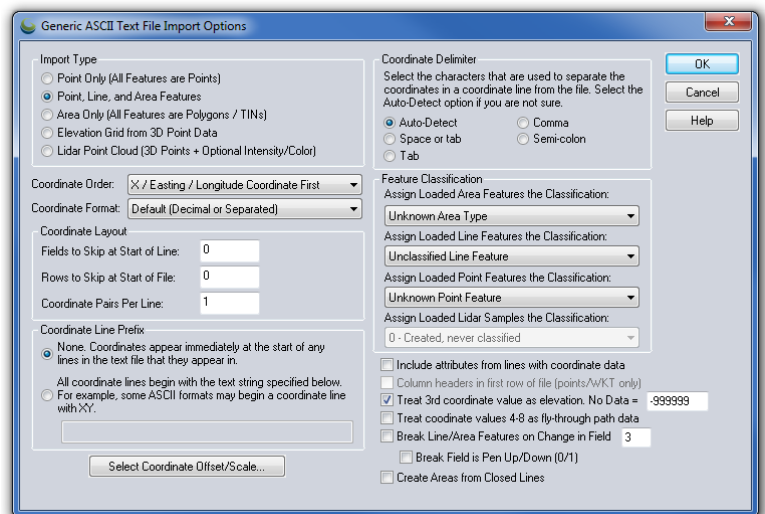 Generic ASCII Text File Import Options
Import Type
Point Only (All Features are Points)
Point, Line, and Area Features
Area Only (All Features are Polygons / TINs)
Elevation Grid from 3D Point Data
Lidar Point Cloud (3D Points + Optional Intensity/Color)
Coordinate Order:
X / Easting / Longitude Coordinate First
Coordinate Format:
Default (Decimal or Separated)
Coordinate Layout
Fields to Skip at Start of Line:
0
Rows to Skip at Start of File:
0
Coordinate Pairs Per Line:
1
Coordinate Line Prefix
None. Coordinates appear immediately at the start of any
lines in the text file that they appear in.
All coordinate lines begin with the text string specified below.
For example, some ASCII formats may begin a coordinate line
with XY.
Select Coordinate Offset/Scale...
Coordinate Delimiter
Select the characters that are used to separate the
coordinates in a coordinate line from the file. Select the
Auto-Detect option if you are not sure.
Auto-Detect
Comma
Space or tab
Semi-colon
Tab
Feature Classification
Assign Loaded Area Features the Classification:
Unknown Area Type
Assign Loaded Line Features the Classification:
Unclassified Line Feature
Assign Loaded Point Features the Classification:
Unknown Point Feature
Assign Loaded Lidar Samples the Classification:
0 - Created, never classified
Include attributes from lines with coordinate data
Column headers in first row of file (points/WKT only)
Treat 3rd coordinate value as elevation. No Data =
-999999
Treat coodinate values 4-8 as fly-through path data
Break Line/Area Features on Change in Field
3
Break Field is Pen Up/Down (0/1)
Create Areas from Closed Lines
OK
Cancel
Help